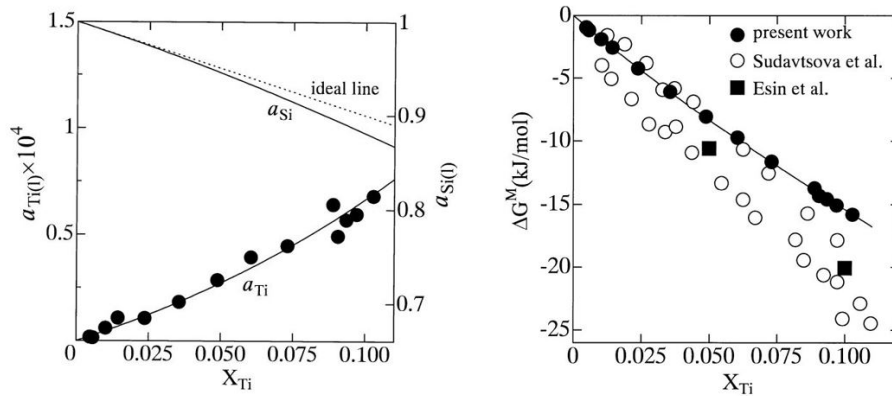 1.5
1
0.5
a_Ti(l)×10⁴
1
0.9
0.8
0.7
a_Si(l)
ideal line
a_Si
a_Ti
0
0.025
0.050
0.075
0.100
X_Ti
0
-5
-10
-15
-20
-25
ΔG^M(kJ/mol)
present work
Sudavtsova et al.
Esin et al.
0
0.025
0.050
0.075
0.100
X_Ti